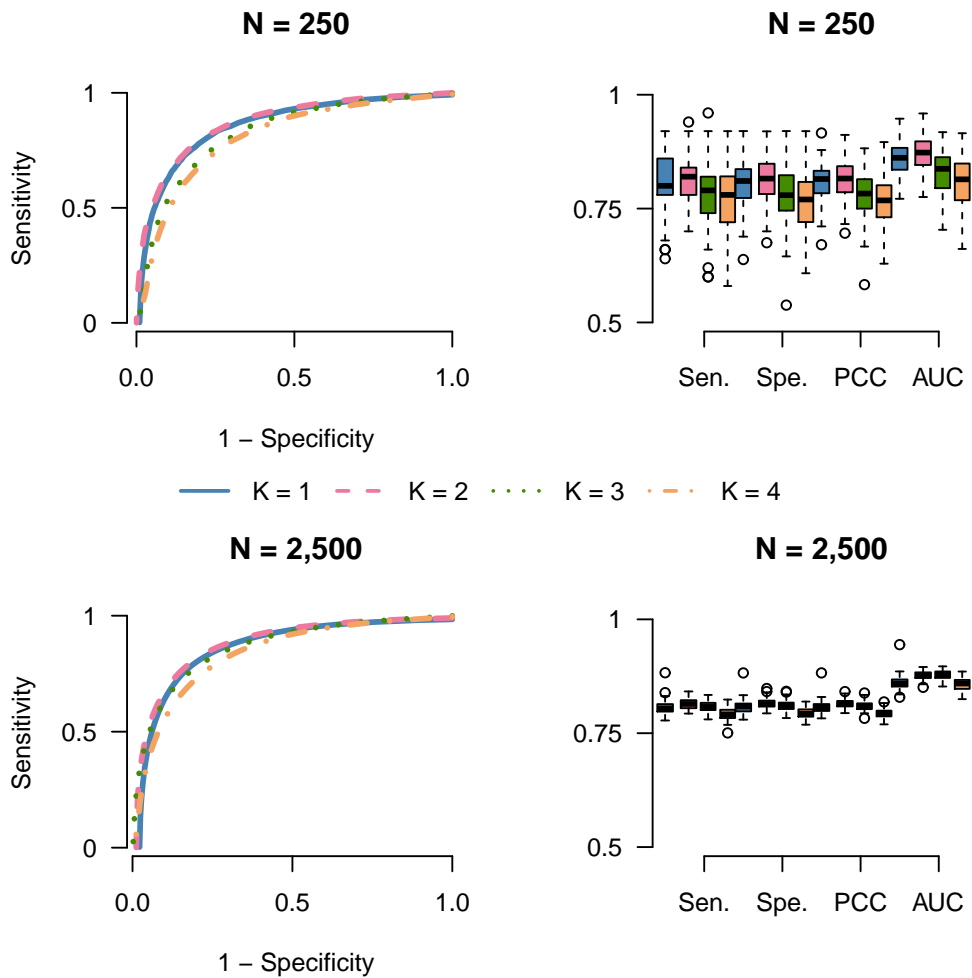 N = 250
Sensitivity
1
0.5
0
0.0 0.5 1.0
1 − Specificity
N = 250
1
0.75
0.5
Sen. Spe. PCC AUC
K = 1 K = 2 K = 3 K = 4
N = 2,500
Sensitivity
1
0.5
0
0.0 0.5 1.0
1 − Specificity
N = 2,500
1
0.75
0.5
Sen. Spe. PCC AUC